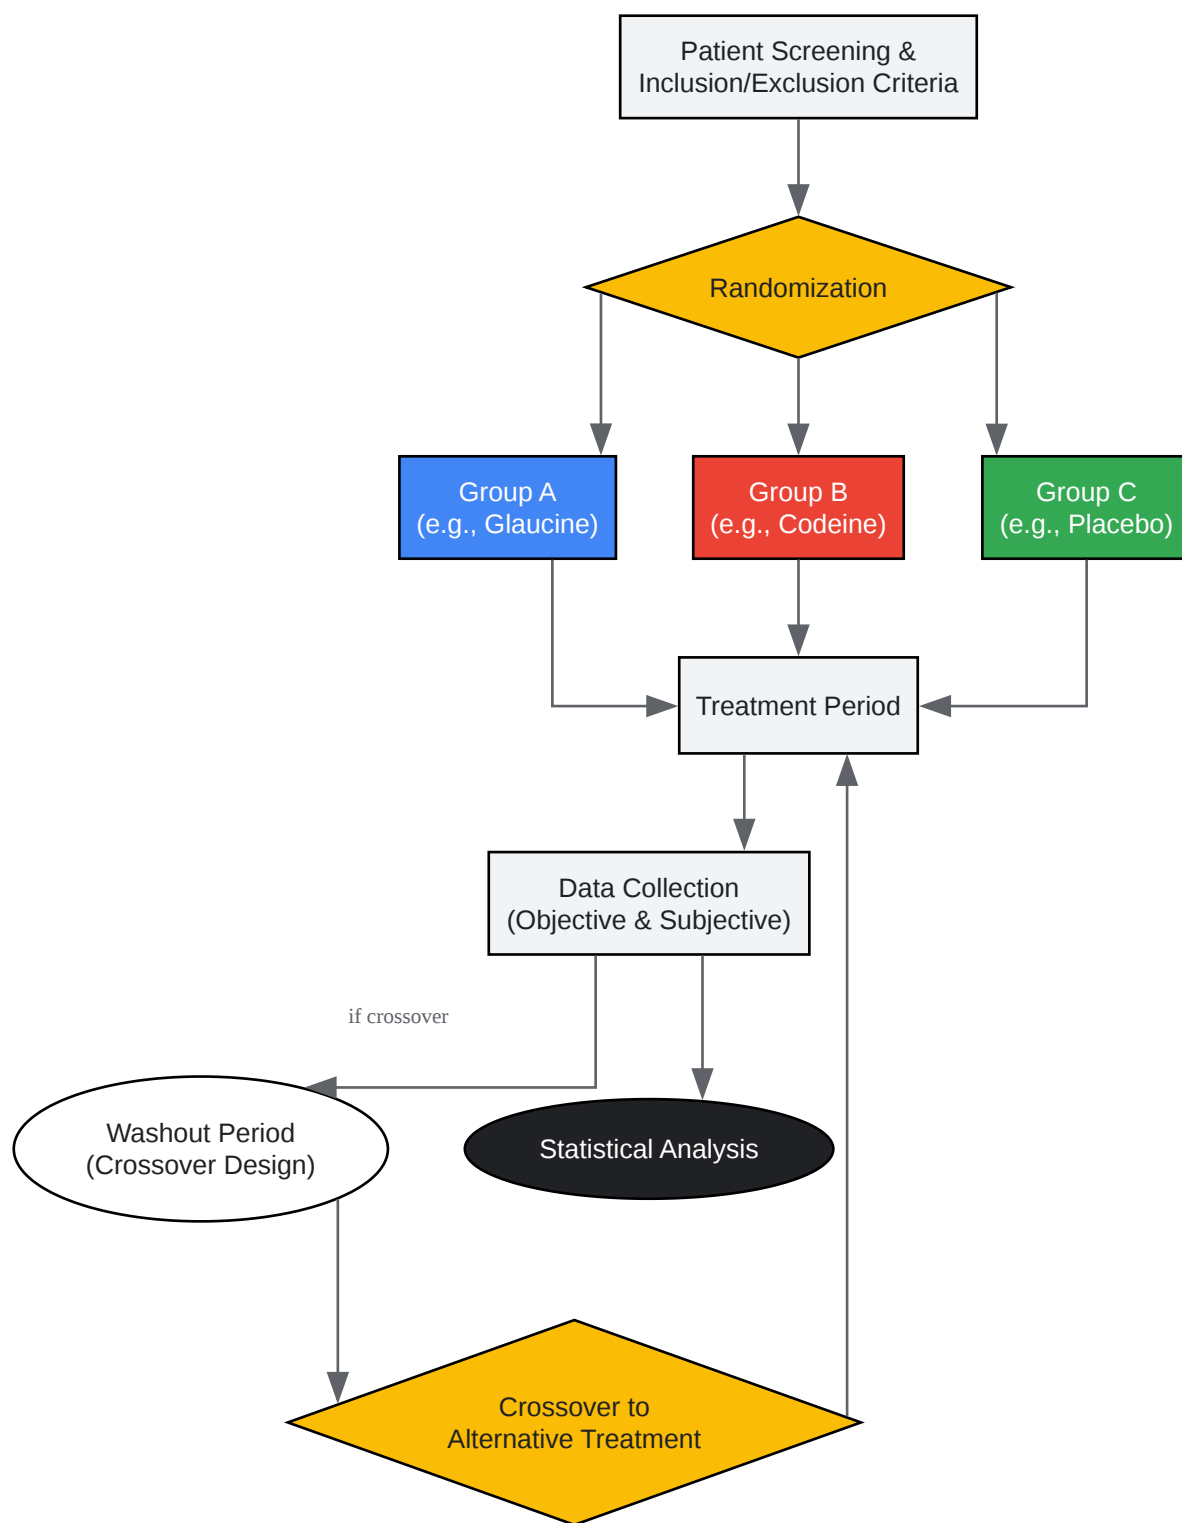 Patient Screening &
Inclusion/Exclusion Criteria
Randomization
Group A
(e.g., Glaucine)
Group B
(e.g., Codeine)
Group C
(e.g., Placebo)
Treatment Period
Data Collection
(Objective & Subjective)
if crossover
Washout Period
(Crossover Design)
Statistical Analysis
Crossover to
Alternative Treatment